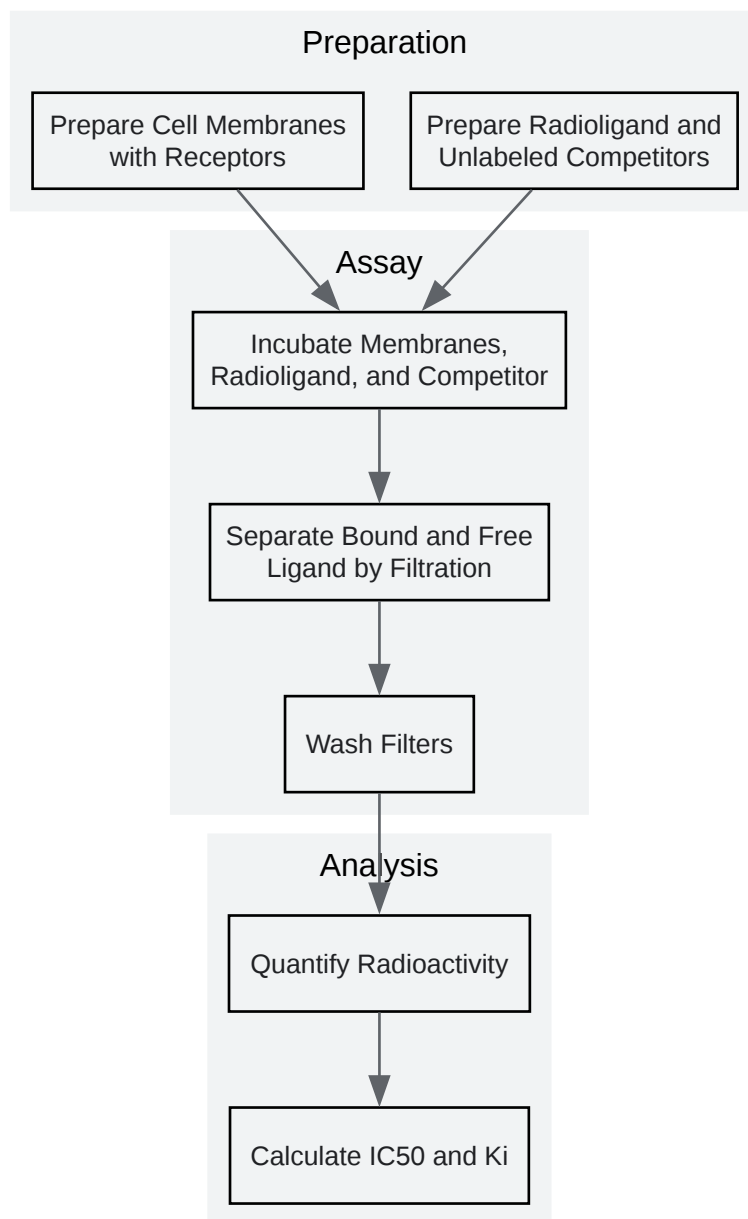 Preparation
Prepare Cell Membranes
with Receptors
Prepare Radioligand and
Unlabeled Competitors
Assay
Incubate Membranes,
Radioligand, and Competitor
Separate Bound and Free
Ligand by Filtration
Wash Filters
Analysis
Quantify Radioactivity
Calculate IC50 and Ki